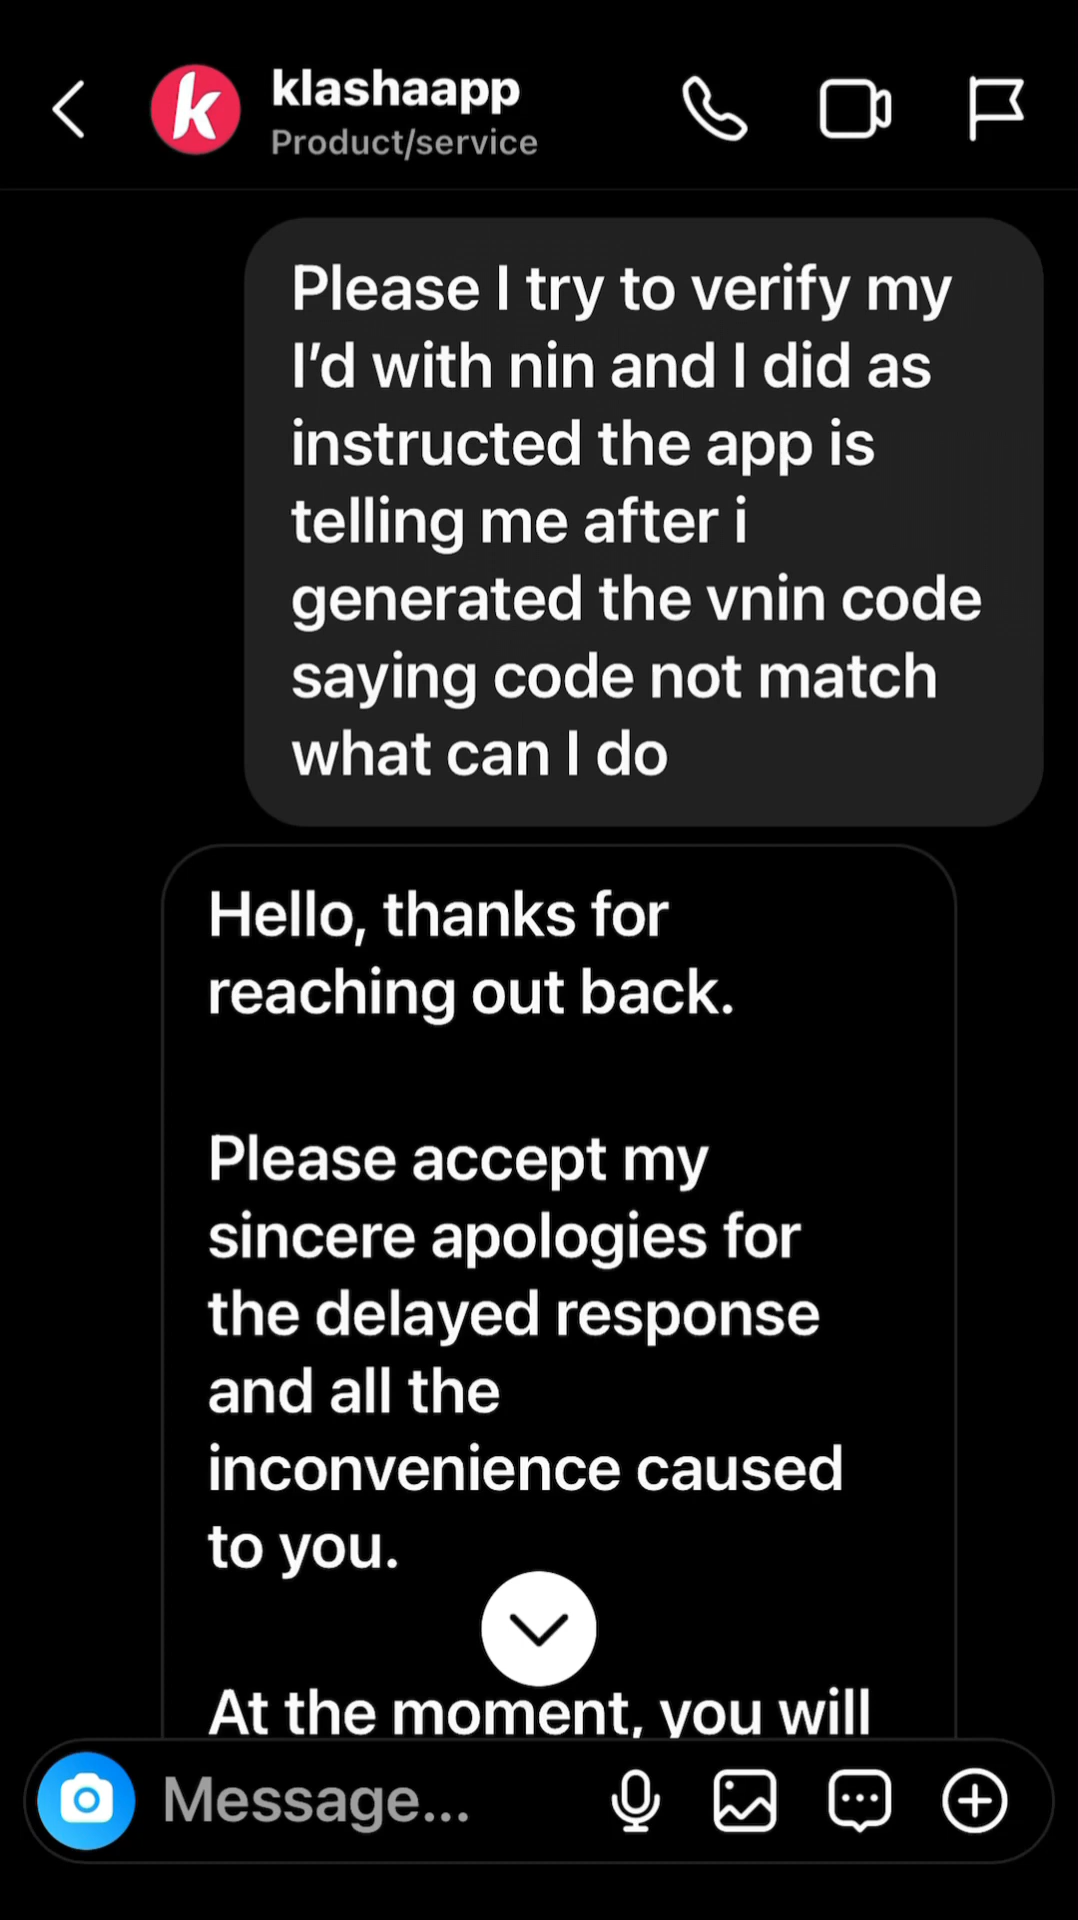 klashaapp
Product/service
Please I try to verify my
I’d with nin and I did as
instructed the app is
telling me after i
generated the vnin code
saying code not match
what can I do
Hello, thanks for
reaching out back.
Please accept my
sincere apologies for
the delayed response
and all the
inconvenience caused
to you.
At the moment, you will
Message...